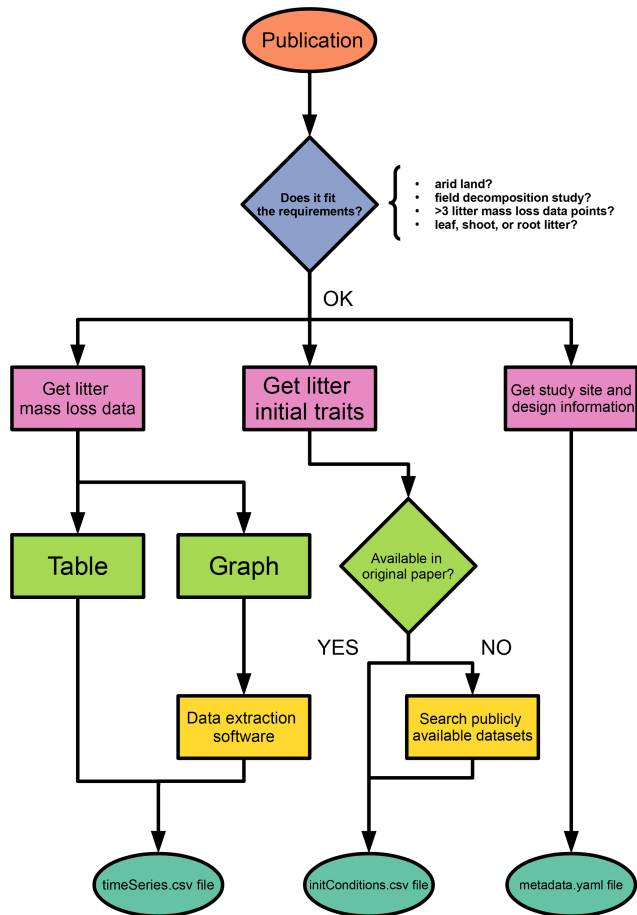 Publication
Does it fit
the requirements?
• arid land?
• field decomposition study?
• >3 litter mass loss data points?
• leaf, shoot, or root litter?
OK
Get litter
mass loss data
Get litter
initial traits
Get study site and
design information
Table
Graph
Available in
original paper?
YES
NO
Data extraction
software
Search publicly
available datasets
timeSeries.csv file
initConditions.csv file
metadata.yaml file